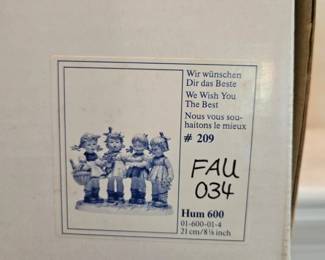 Wir wünschen
Dir das Beste
We Wish You
The Best
Nous vous sou-
haitons le mieux
# 209
FAU
034
Hum 600
01-600-01-4
21 cm/8¼ inch